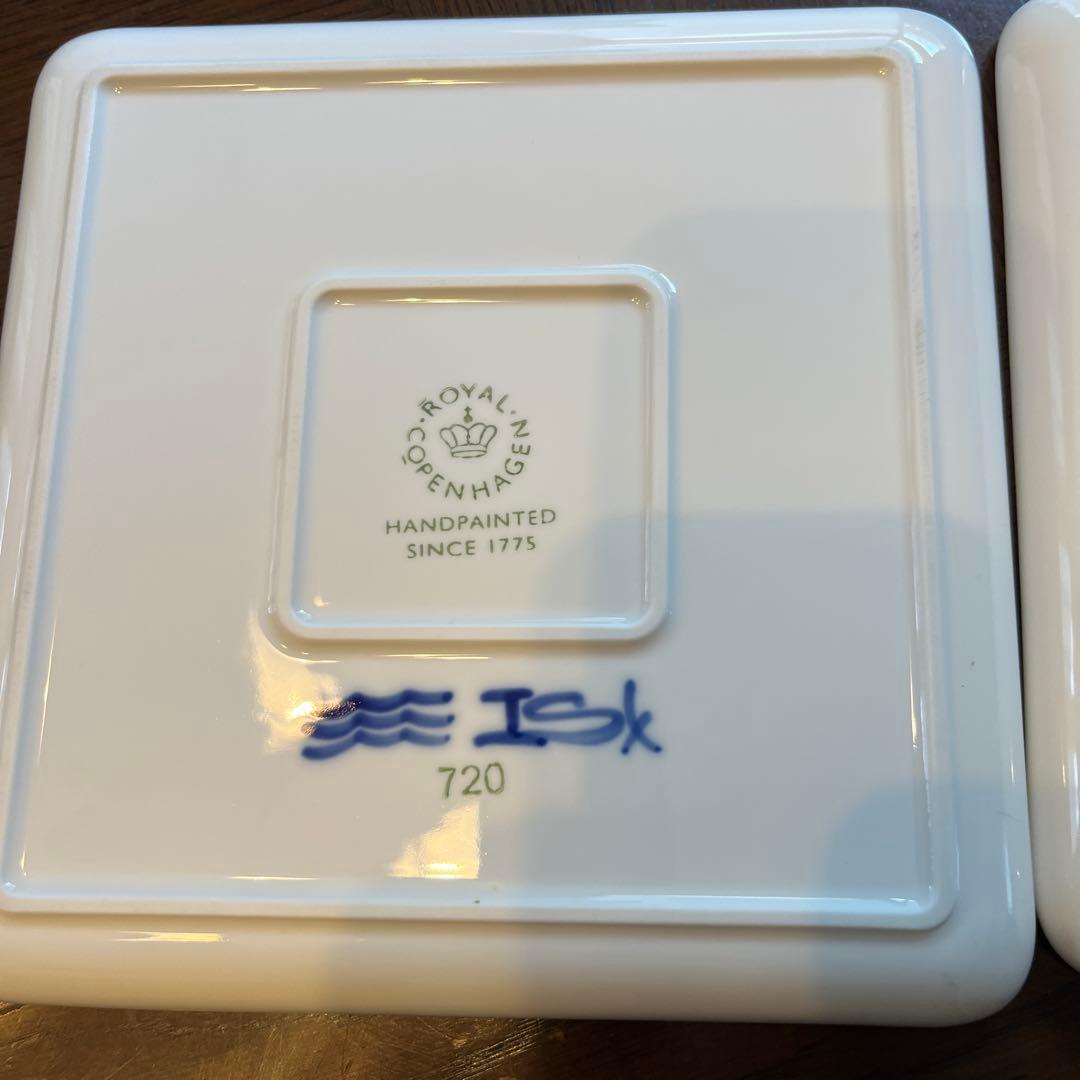 ROYAL · COPENHAGEN ·
HANDPAINTED
SINCE 1775
ISk
720